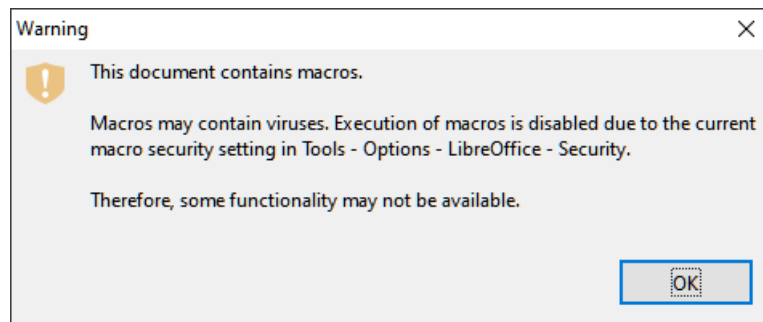 Warning
This document contains macros.
Macros may contain viruses. Execution of macros is disabled due to the current
macro security setting in Tools - Options - LibreOffice - Security.
Therefore, some functionality may not be available.
OK